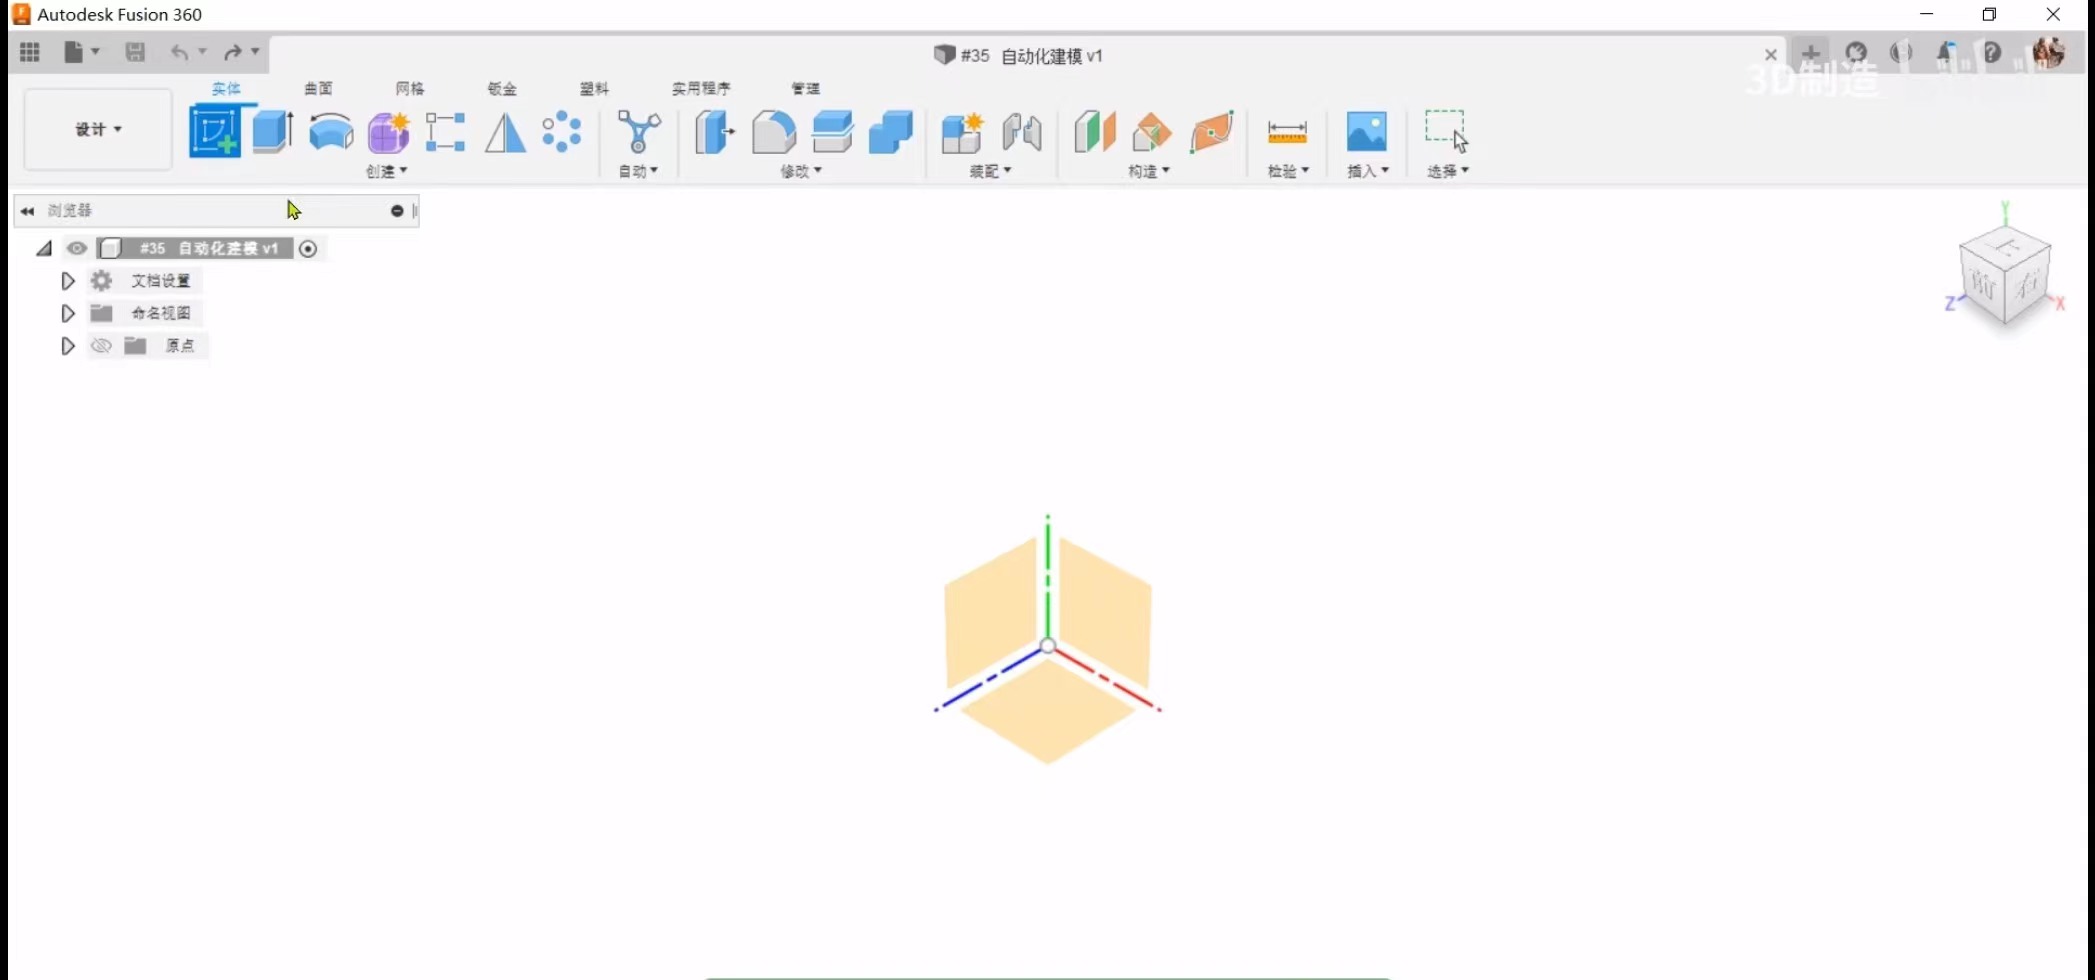 Autodesk Fusion 360
#35 自动化建模 v1
3D制造
实体 曲面 网格 钣金 塑料 实用程序 管理
设计
创建 自动 修改 装配 构造 检验 插入 选择
浏览器
#35 自动化建模 v1
文档设置
命名视图
原点
Y
上
前 右
Z X